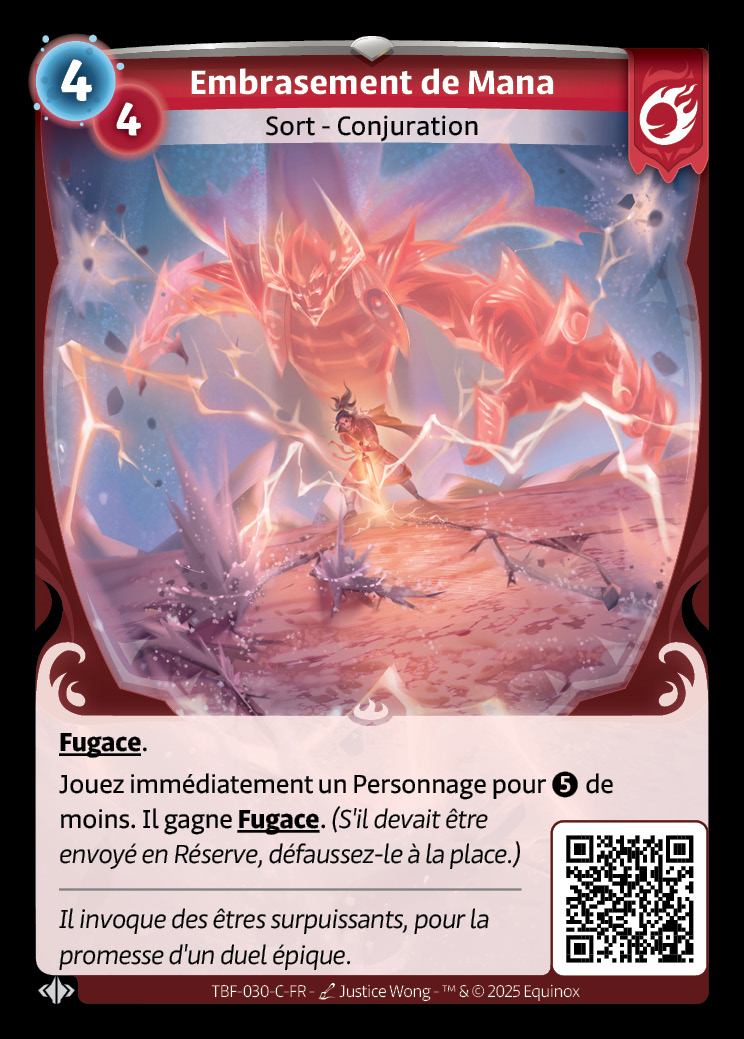 4
Embrasement de Mana
4
Sort - Conjuration
Fugace.
Jouez immédiatement un Personnage pour 5 de
moins. Il gagne Fugace. (S'il devait être
envoyé en Réserve, défaussez-le à la place.)
Il invoque des êtres surpuissants, pour la
promesse d'un duel épique.
TBF-030-C-FR - Justice Wong - ™ & © 2025 Equinox